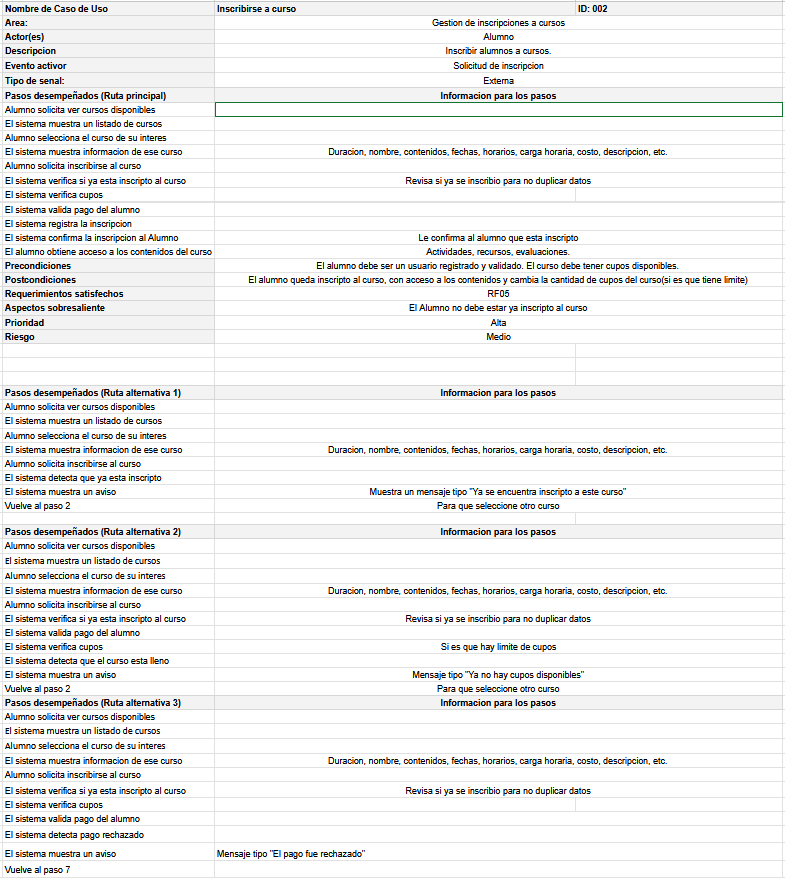 Nombre de Caso de Uso Inscribirse a curso ID: 002
Area: Gestion de inscripciones a cursos
Actor(es) Alumno
Descripcion Inscribir alumnos a cursos.
Evento activor Solicitud de inscripcion
Tipo de senal: Externa
Pasos desempeñados (Ruta principal) Informacion para los pasos
Alumno solicita ver cursos disponibles
El sistema muestra un listado de cursos
Alumno selecciona el curso de su interes
El sistema muestra informacion de ese curso Duracion, nombre, contenidos, fechas, horarios, carga horaria, costo, descripcion, etc.
Alumno solicita inscribirse al curso
El sistema verifica si ya esta inscripto al curso Revisa si ya se inscribio para no duplicar datos
El sistema verifica cupos
El sistema valida pago del alumno
El sistema registra la inscripcion
El sistema confirma la inscripcion al Alumno Le confirma al alumno que esta inscripto
El alumno obtiene acceso a los contenidos del curso Actividades, recursos, evaluaciones.
Precondiciones El alumno debe ser un usuario registrado y validado. El curso debe tener cupos disponibles.
Postcondiciones El alumno queda inscripto al curso, con acceso a los contenidos y cambia la cantidad de cupos del curso(si es que tiene limite)
Requerimientos satisfechos RF05
Aspectos sobresaliente El Alumno no debe estar ya inscripto al curso
Prioridad Alta
Riesgo Medio
Pasos desempeñados (Ruta alternativa 1) Informacion para los pasos
Alumno solicita ver cursos disponibles
El sistema muestra un listado de cursos
Alumno selecciona el curso de su interes
El sistema muestra informacion de ese curso Duracion, nombre, contenidos, fechas, horarios, carga horaria, costo, descripcion, etc.
Alumno solicita inscribirse al curso
El sistema detecta que ya esta inscripto
El sistema muestra un aviso Muestra un mensaje tipo "Ya se encuentra inscripto a este curso"
Vuelve al paso 2 Para que seleccione otro curso
Pasos desempeñados (Ruta alternativa 2) Informacion para los pasos
Alumno solicita ver cursos disponibles
El sistema muestra un listado de cursos
Alumno selecciona el curso de su interes
El sistema muestra informacion de ese curso Duracion, nombre, contenidos, fechas, horarios, carga horaria, costo, descripcion, etc.
Alumno solicita inscribirse al curso
El sistema verifica si ya esta inscripto al curso Revisa si ya se inscribio para no duplicar datos
El sistema valida pago del alumno
El sistema verifica cupos Si es que hay limite de cupos
El sistema detecta que el curso esta lleno
El sistema muestra un aviso Mensaje tipo "Ya no hay cupos disponibles"
Vuelve al paso 2 Para que seleccione otro curso
Pasos desempeñados (Ruta alternativa 3) Informacion para los pasos
Alumno solicita ver cursos disponibles
El sistema muestra un listado de cursos
Alumno selecciona el curso de su interes
El sistema muestra informacion de ese curso Duracion, nombre, contenidos, fechas, horarios, carga horaria, costo, descripcion, etc.
Alumno solicita inscribirse al curso
El sistema verifica si ya esta inscripto al curso Revisa si ya se inscribio para no duplicar datos
El sistema verifica cupos
El sistema valida pago del alumno
El sistema detecta pago rechazado
El sistema muestra un aviso Mensaje tipo "El pago fue rechazado"
Vuelve al paso 7